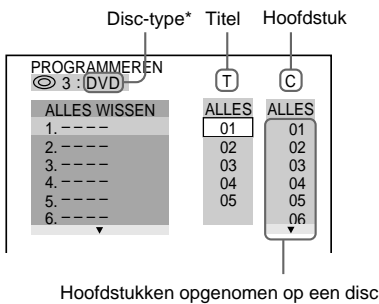 Disc-type* Titel Hoofdstuk
PROGRAMMEREN
3 : DVD T C
ALLES WISSEN ALLES ALLES
1. – – – – 01 01
2. – – – – 02 02
3. – – – – 03 03
4. – – – – 04 04
5. – – – – 05 05
6. – – – – 06
Hoofdstukken opgenomen op een disc